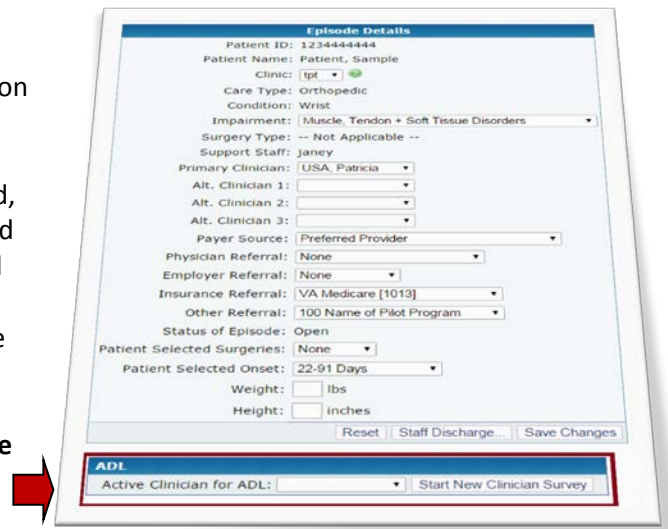 on
d,
d
e
e
Episode Details
Patient ID: 1234444444
Patient Name: Patient, Sample
Clinic: tpt
Care Type: Orthopedic
Condition: Wrist
Impairment: Muscle, Tendon + Soft Tissue Disorders
Surgery Type: -- Not Applicable --
Support Staff: janey
Primary Clinician: USA, Patricia
Alt. Clinician 1:
Alt. Clinician 2:
Alt. Clinician 3:
Payer Source: Preferred Provider
Physician Referral: None
Employer Referral: None
Insurance Referral: VA Medicare [1013]
Other Referral: 100 Name of Pilot Program
Status of Episode: Open
Patient Selected Surgeries: None
Patient Selected Onset: 22-91 Days
Weight: lbs
Height: inches
Reset Staff Discharge... Save Changes
ADL
Active Clinician for ADL: Start New Clinician Survey